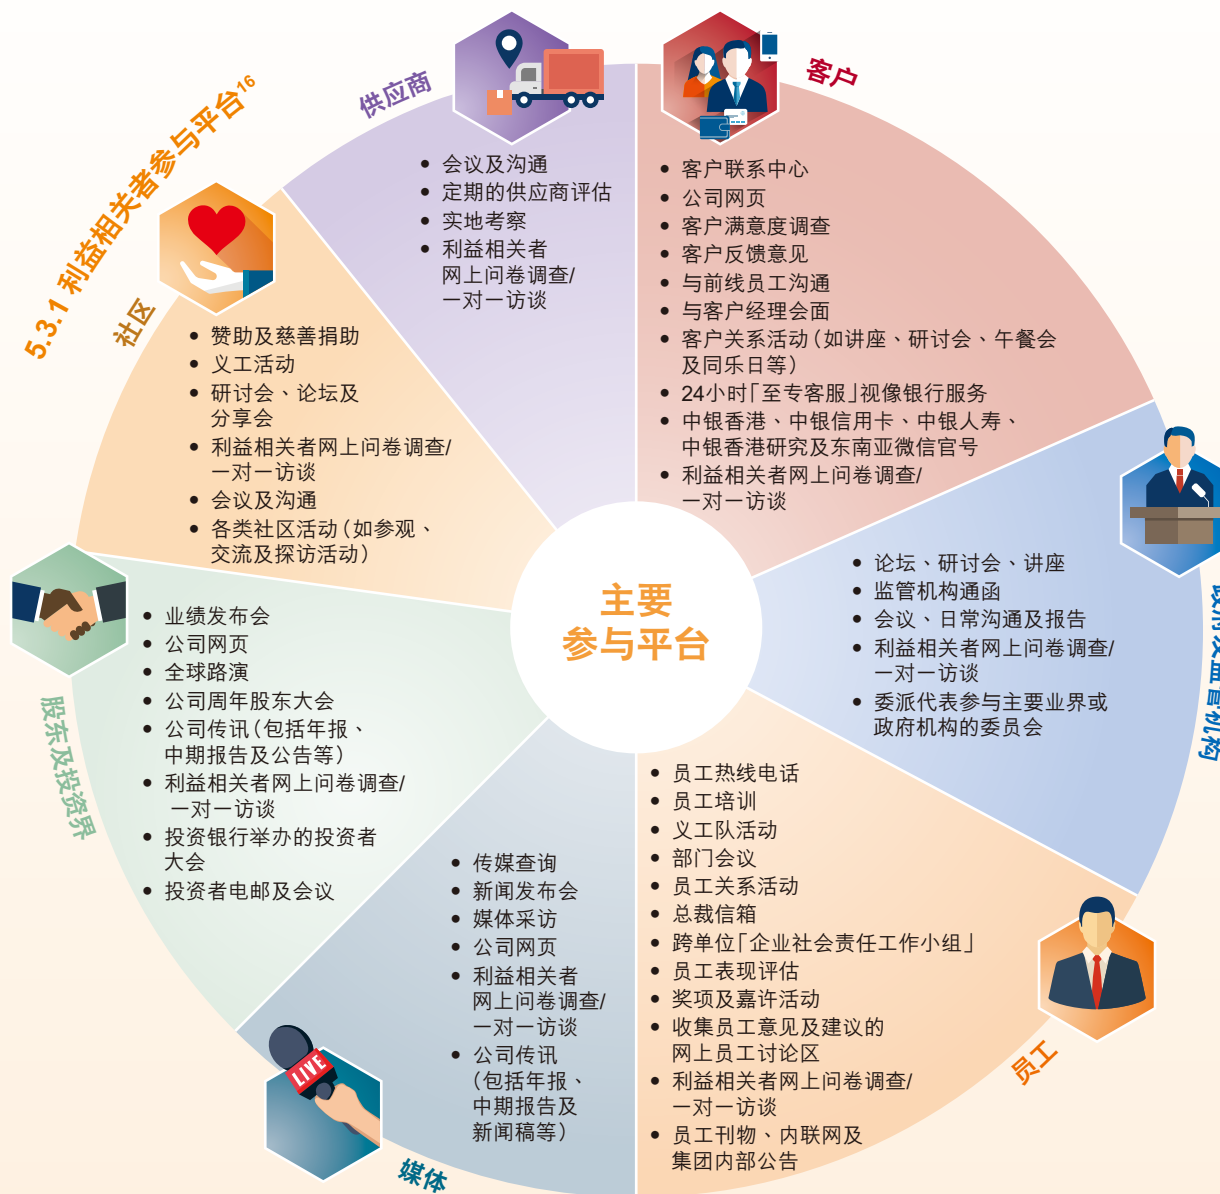 5.3.1 利益相关者参与平台16
供应商
• 会议及沟通
• 定期的供应商评估
• 实地考察
• 利益相关者
网上问卷调查/
一对一访谈
客户
• 客户联系中心
• 公司网页
• 客户满意度调查
• 客户反馈意见
• 与前线员工沟通
• 与客户经理会面
• 客户关系活动（如讲座、研讨会、午餐会
及同乐日等）
• 24小时「至专客服」视像银行服务
• 中银香港、中银信用卡、中银人寿、
中银香港研究及东南亚微信官号
• 利益相关者网上问卷调查/
一对一访谈
社区
• 赞助及慈善捐助
• 义工活动
• 研讨会、论坛及
分享会
• 利益相关者网上问卷调查/
一对一访谈
• 会议及沟通
• 各类社区活动（如参观、
交流及探访活动）
主要
参与平台
政府及监管机构
• 论坛、研讨会、讲座
• 监管机构通函
• 会议、日常沟通及报告
• 利益相关者网上问卷调查/
一对一访谈
• 委派代表参与主要业界或
政府机构的委员会
股东及投资界
• 业绩发布会
• 公司网页
• 全球路演
• 公司周年股东大会
• 公司传讯（包括年报、
中期报告及公告等）
• 利益相关者网上问卷调查/
一对一访谈
• 投资银行举办的投资者
大会
• 投资者电邮及会议
媒体
LIVE
• 传媒查询
• 新闻发布会
• 媒体采访
• 公司网页
• 利益相关者
网上问卷调查/
一对一访谈
• 公司传讯
（包括年报、
中期报告及
新闻稿等）
员工
• 员工热线电话
• 员工培训
• 义工队活动
• 部门会议
• 员工关系活动
• 总裁信箱
• 跨单位「企业社会责任工作小组」
• 员工表现评估
• 奖项及嘉许活动
• 收集员工意见及建议的
网上员工讨论区
• 利益相关者网上问卷调查/
一对一访谈
• 员工刊物、内联网及
集团内部公告